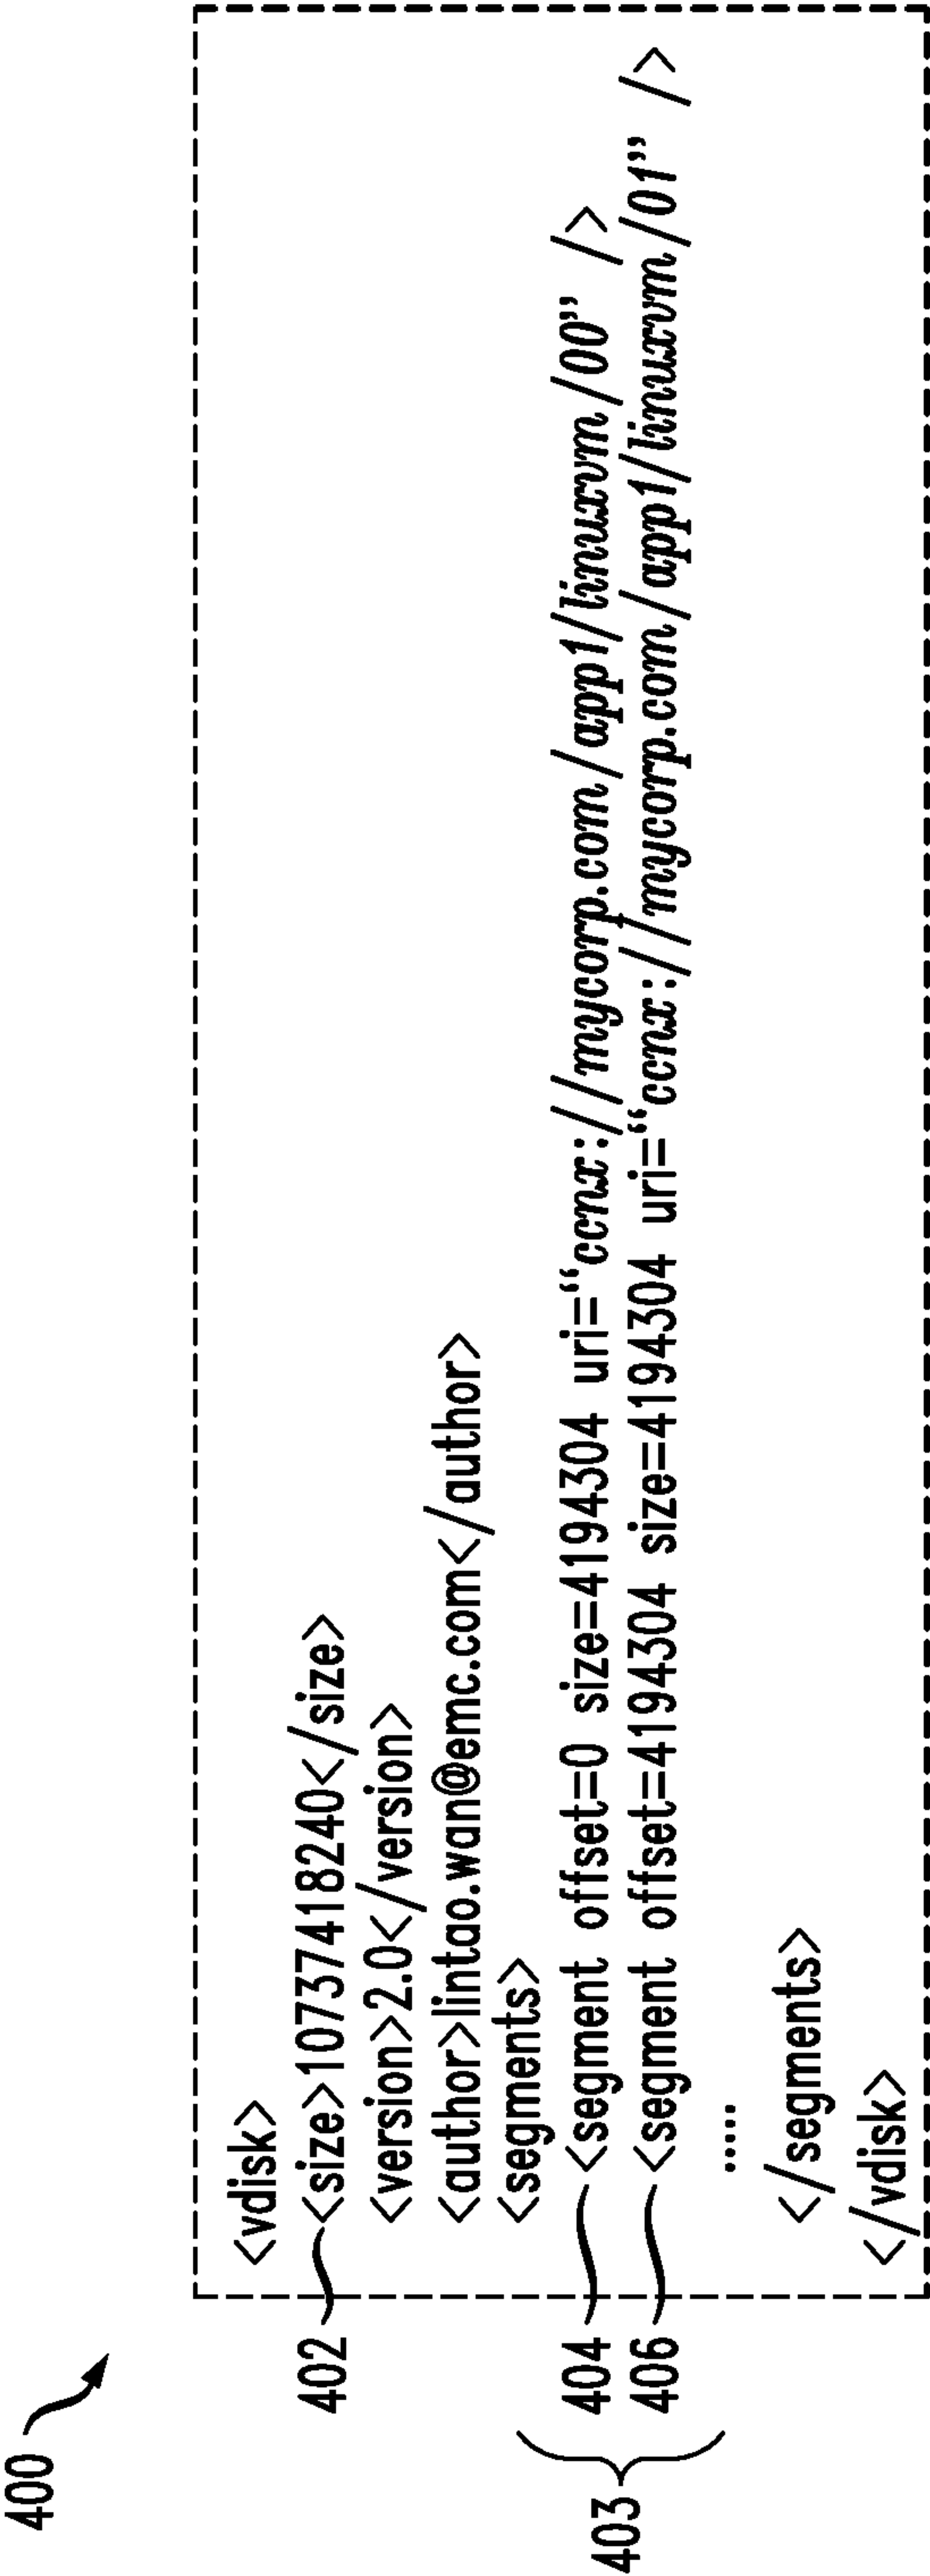 400
<vdisk>
402 <size>10737418240</size>
<version>2.0</version>
<author>lintao.wan@emc.com</author>
<segments>
403
404 <segment offset=0 size=4194304 uri=“ccnx://mycorp.com/app1/linuxvm/00” />
406 <segment offset=4194304 size=4194304 uri=“ccnx://mycorp.com/app1/linuxvm/01” />
.....
</segments>
</vdisk>